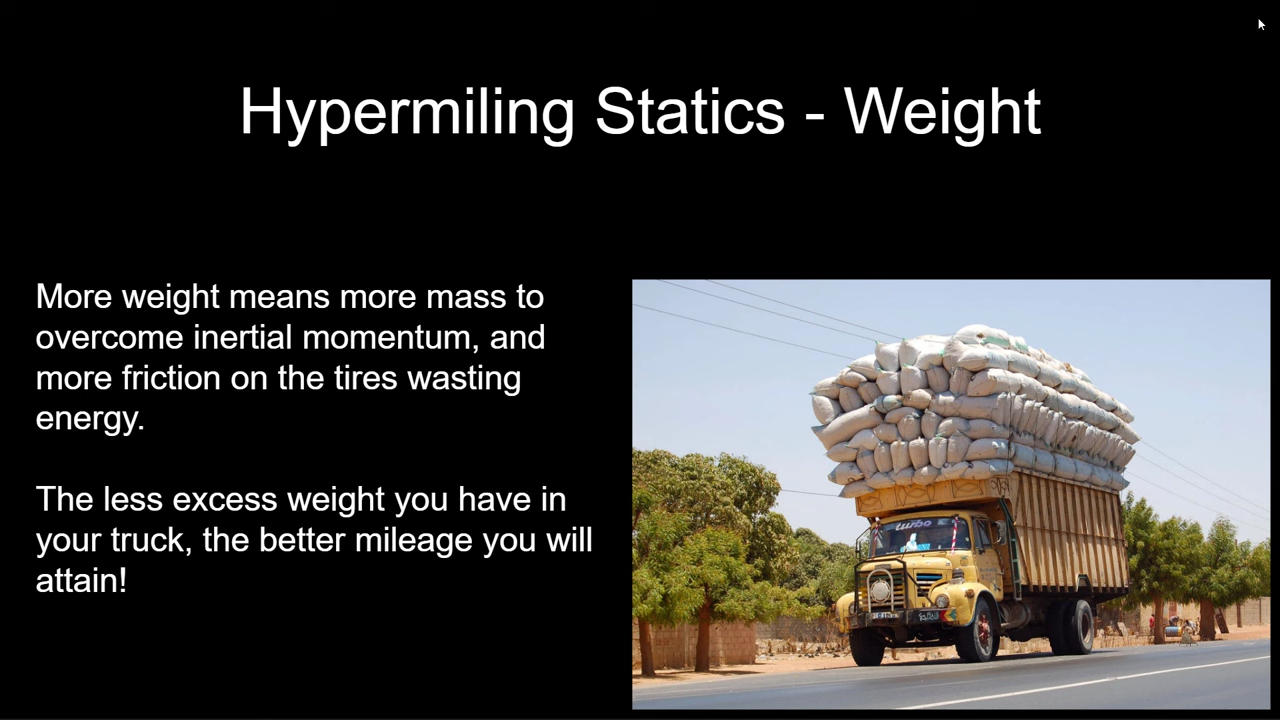 Hypermiling Statics - Weight
More weight means more mass to
overcome inertial momentum, and
more friction on the tires wasting
energy.
The less excess weight you have in
your truck, the better mileage you will
attain!
turbo